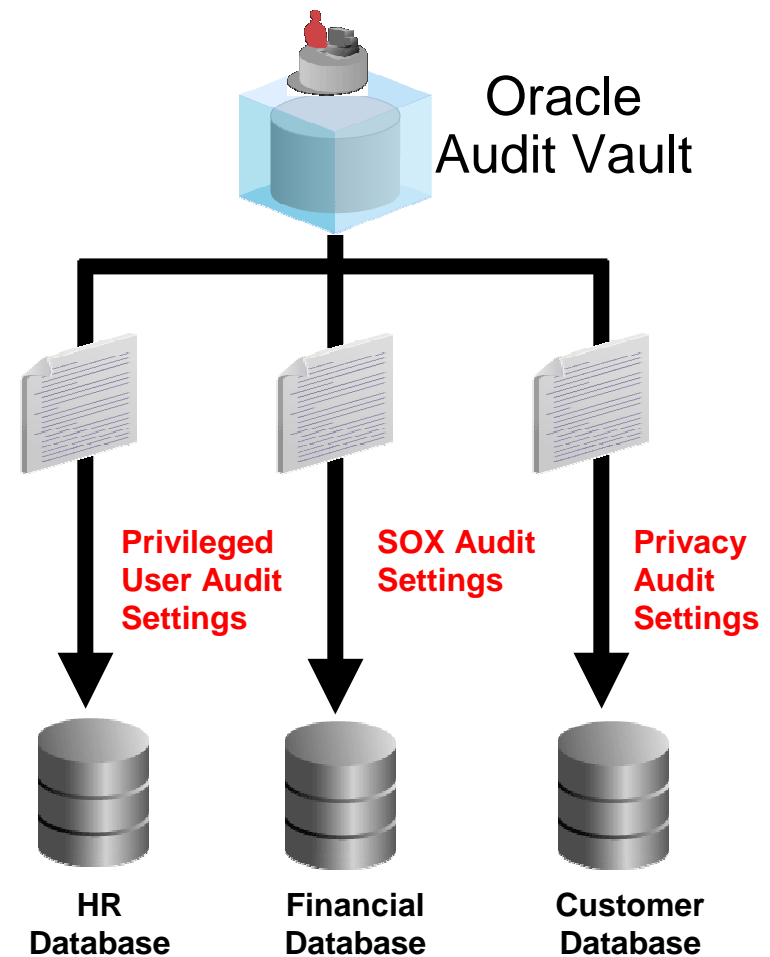 Oracle
Audit Vault
Privileged
User Audit
Settings
SOX Audit
Settings
Privacy
Audit
Settings
HR
Database
Financial
Database
Customer
Database